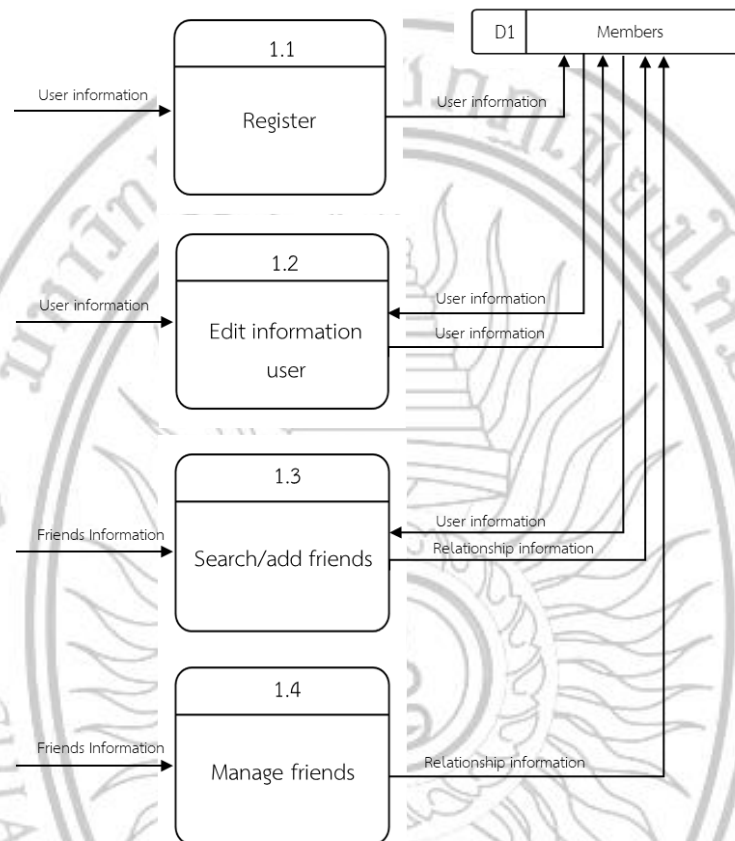 D1 Members
1.1
User information
Register
User information
1.2
User information
Edit information
user
User information
User information
1.3
Friends Information
Search/add friends
User information
Relationship information
1.4
Friends Information
Manage friends
Relationship information